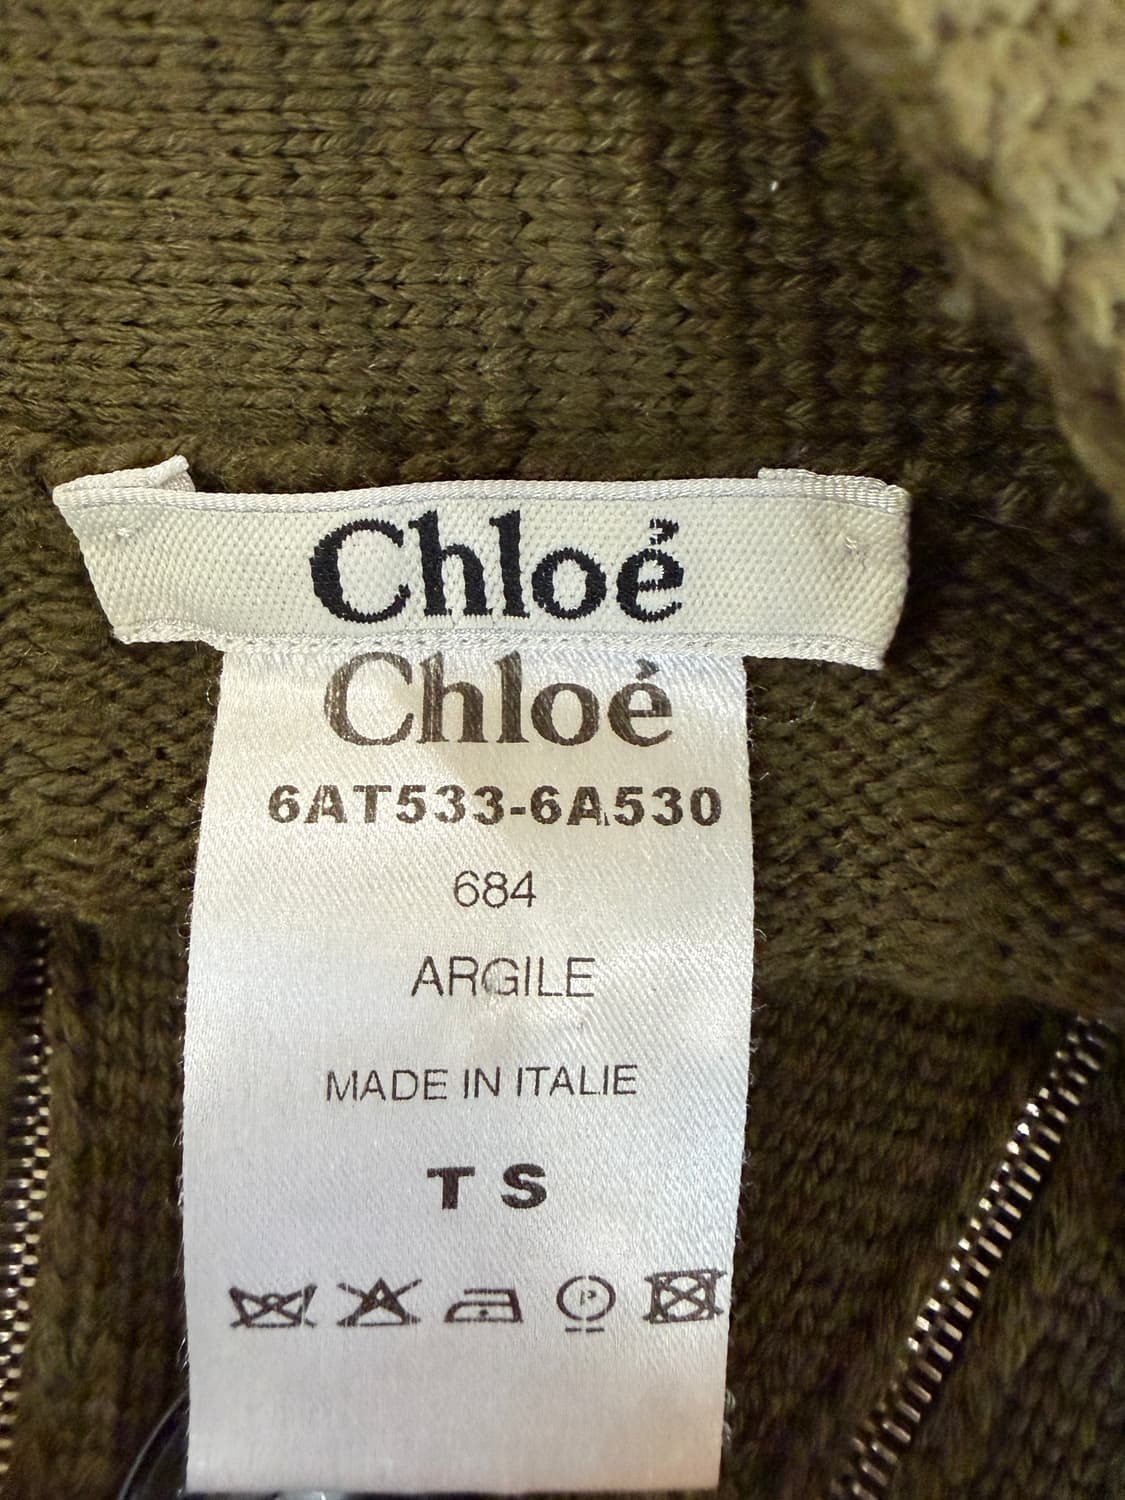 Chloé
Chloé
6AT533-6A530
684
ARGILE
MADE IN ITALIE
T S
P